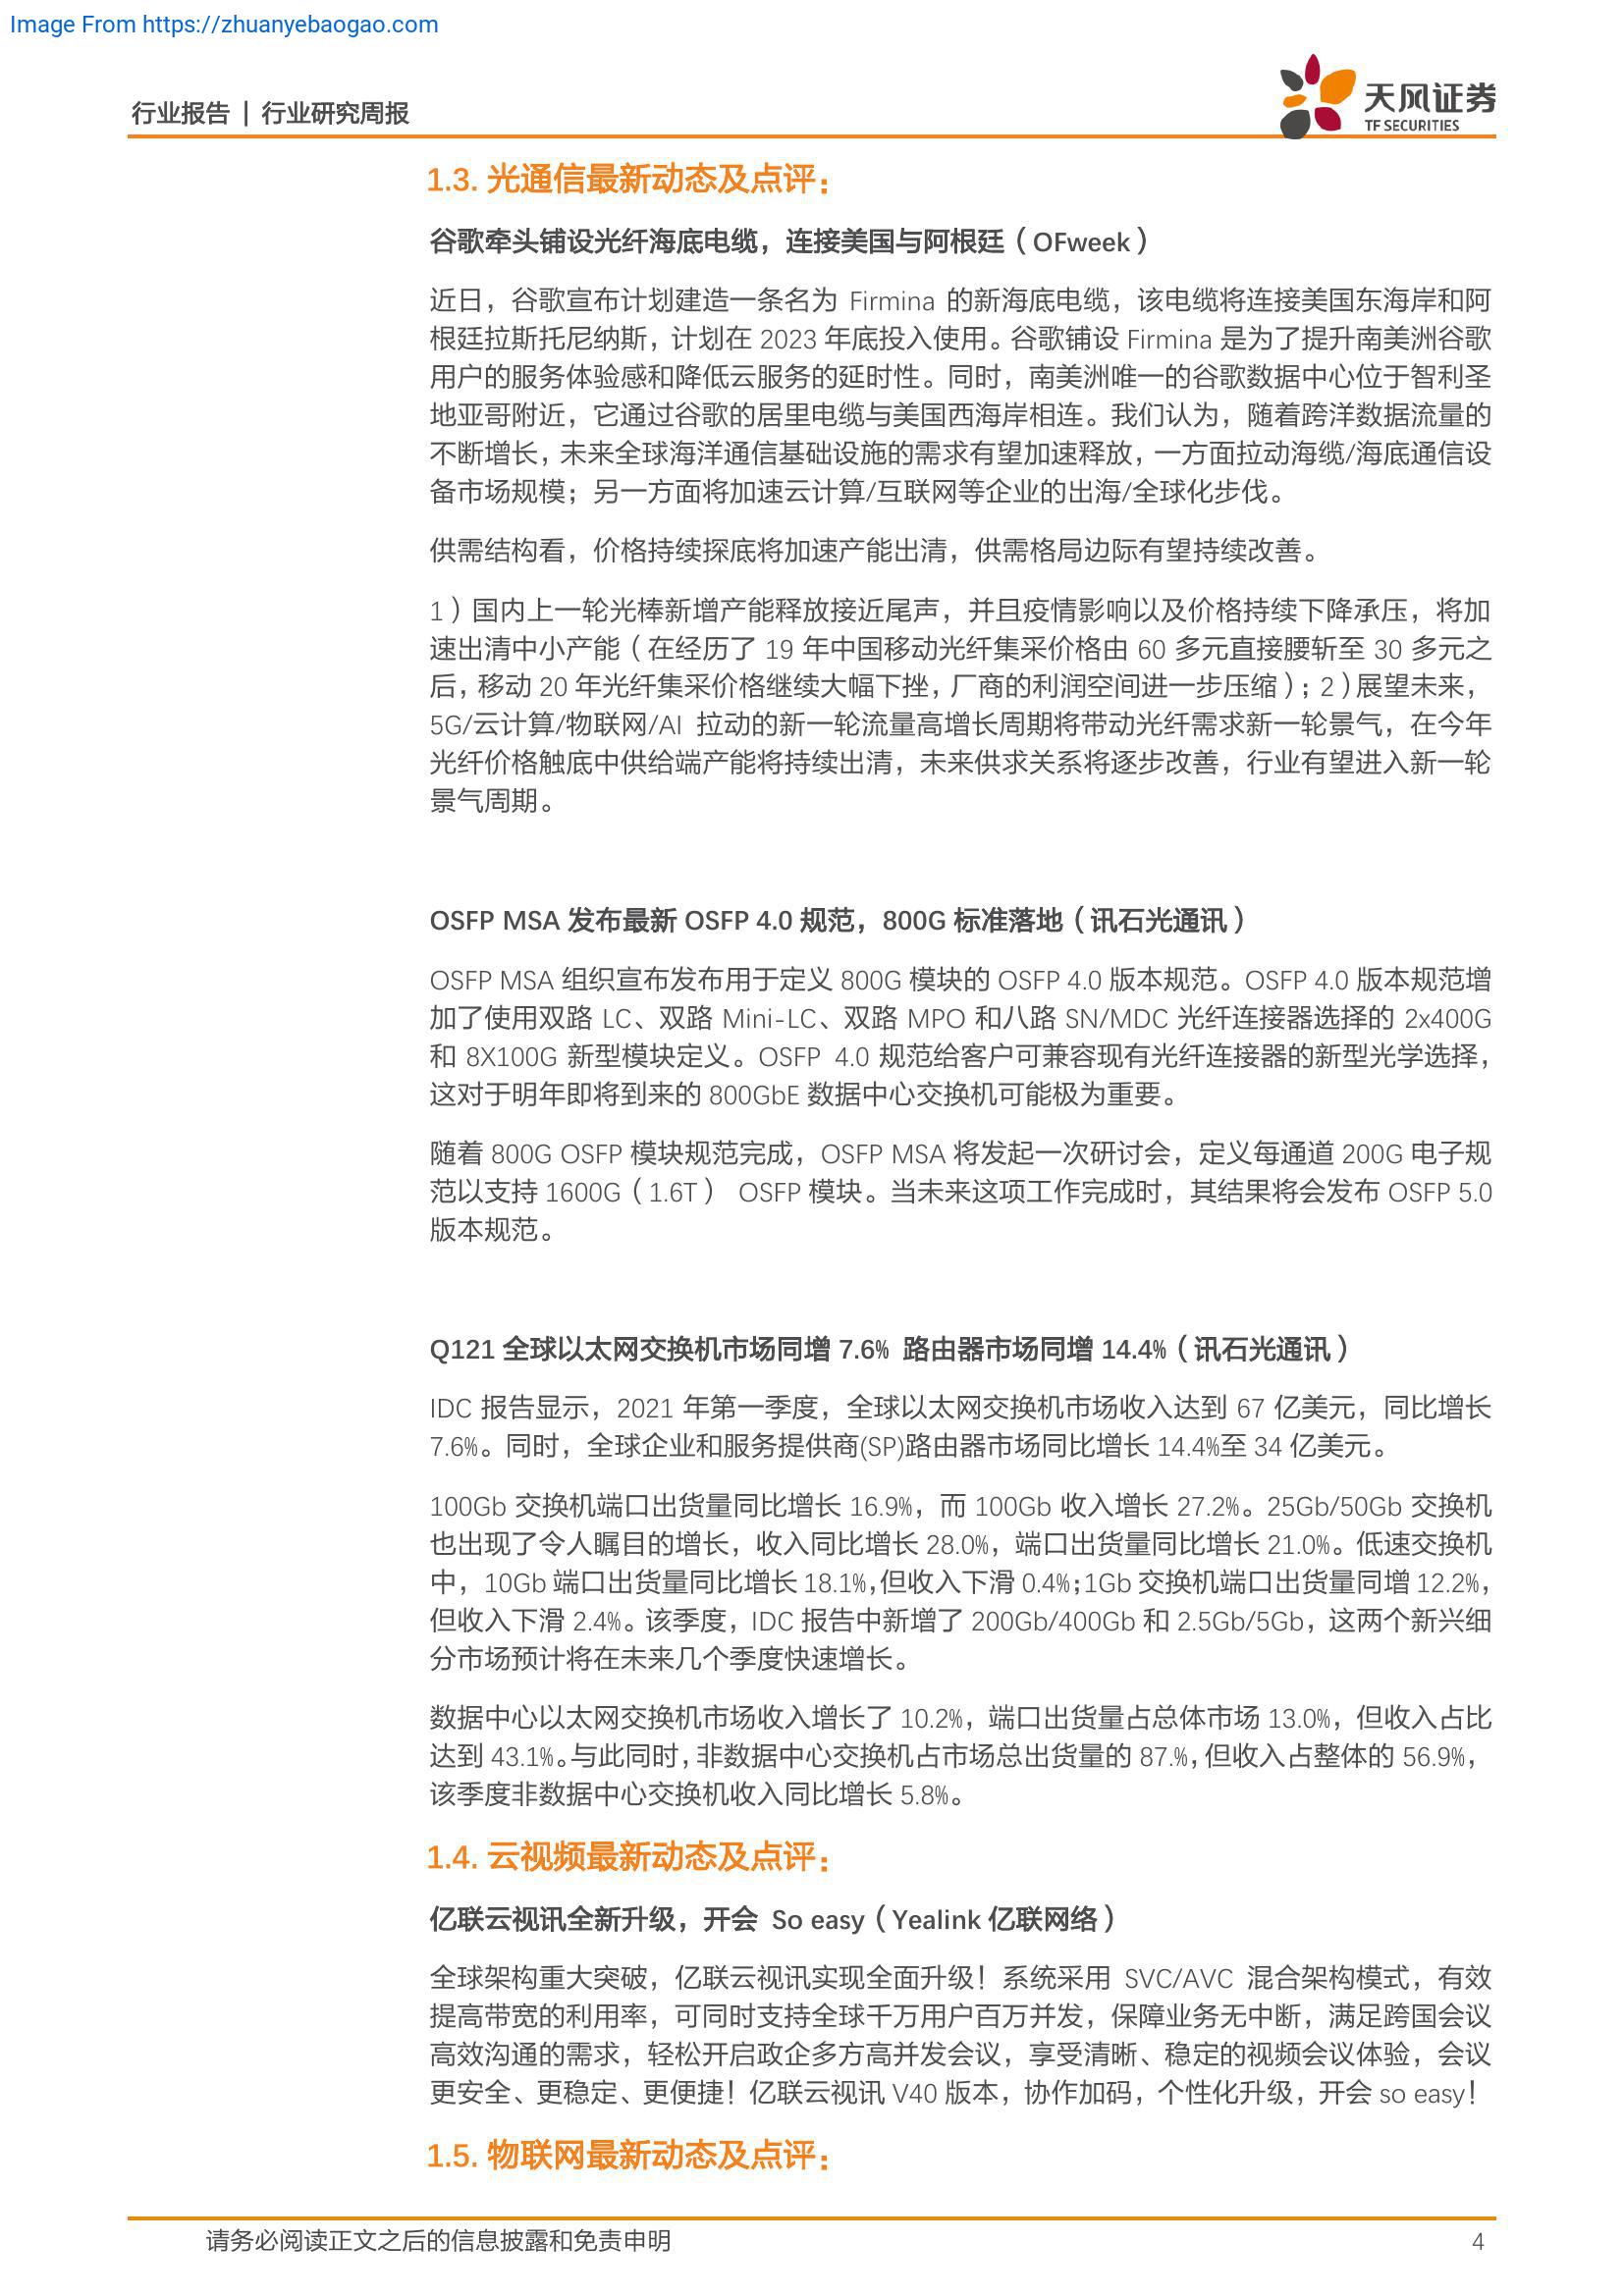 Image From https://zhuanyebaogao.com
行业报告 | 行业研究周报
天风证券
TF SECURITIES
1.3. 光通信最新动态及点评：
谷歌牵头铺设光纤海底电缆，连接美国与阿根廷（OFweek）
近日，谷歌宣布计划建造一条名为 Firmina 的新海底电缆，该电缆将连接美国东海岸和阿
根廷拉斯托尼纳斯，计划在 2023 年底投入使用。谷歌铺设 Firmina 是为了提升南美洲谷歌
用户的服务体验感和降低云服务的延时性。同时，南美洲唯一的谷歌数据中心位于智利圣
地亚哥附近，它通过谷歌的居里电缆与美国西海岸相连。我们认为，随着跨洋数据流量的
不断增长，未来全球海洋通信基础设施的需求有望加速释放，一方面拉动海缆/海底通信设
备市场规模；另一方面将加速云计算/互联网等企业的出海/全球化步伐。
供需结构看，价格持续探底将加速产能出清，供需格局边际有望持续改善。
1）国内上一轮光棒新增产能释放接近尾声，并且疫情影响以及价格持续下降承压，将加
速出清中小产能（在经历了 19 年中国移动光纤集采价格由 60 多元直接腰斩至 30 多元之
后，移动 20 年光纤集采价格继续大幅下挫，厂商的利润空间进一步压缩）；2）展望未来，
5G/云计算/物联网/AI 拉动的新一轮流量高增长周期将带动光纤需求新一轮景气，在今年
光纤价格触底中供给端产能将持续出清，未来供求关系将逐步改善，行业有望进入新一轮
景气周期。
OSFP MSA 发布最新 OSFP 4.0 规范，800G 标准落地（讯石光通讯）
OSFP MSA 组织宣布发布用于定义 800G 模块的 OSFP 4.0 版本规范。OSFP 4.0 版本规范增
加了使用双路 LC、双路 Mini-LC、双路 MPO 和八路 SN/MDC 光纤连接器选择的 2x400G
和 8X100G 新型模块定义。OSFP 4.0 规范给客户可兼容现有光纤连接器的新型光学选择，
这对于明年即将到来的 800GbE 数据中心交换机可能极为重要。
随着 800G OSFP 模块规范完成，OSFP MSA 将发起一次研讨会，定义每通道 200G 电子规
范以支持 1600G（1.6T） OSFP 模块。当未来这项工作完成时，其结果将会发布 OSFP 5.0
版本规范。
Q121 全球以太网交换机市场同增 7.6% 路由器市场同增 14.4%（讯石光通讯）
IDC 报告显示，2021 年第一季度，全球以太网交换机市场收入达到 67 亿美元，同比增长
7.6%。同时，全球企业和服务提供商(SP)路由器市场同比增长 14.4%至 34 亿美元。
100Gb 交换机端口出货量同比增长 16.9%，而 100Gb 收入增长 27.2%。25Gb/50Gb 交换机
也出现了令人瞩目的增长，收入同比增长 28.0%，端口出货量同比增长 21.0%。低速交换机
中，10Gb 端口出货量同比增长 18.1%，但收入下滑 0.4%；1Gb 交换机端口出货量同增 12.2%，
但收入下滑 2.4%。该季度，IDC 报告中新增了 200Gb/400Gb 和 2.5Gb/5Gb，这两个新兴细
分市场预计将在未来几个季度快速增长。
数据中心以太网交换机市场收入增长了 10.2%，端口出货量占总体市场 13.0%，但收入占比
达到 43.1%。与此同时，非数据中心交换机占市场总出货量的 87.%，但收入占整体的 56.9%，
该季度非数据中心交换机收入同比增长 5.8%。
1.4. 云视频最新动态及点评：
亿联云视讯全新升级，开会 So easy（Yealink 亿联网络）
全球架构重大突破，亿联云视讯实现全面升级！系统采用 SVC/AVC 混合架构模式，有效
提高带宽的利用率，可同时支持全球千万用户百万并发，保障业务无中断，满足跨国会议
高效沟通的需求，轻松开启政企多方高并发会议，享受清晰、稳定的视频会议体验，会议
更安全、更稳定、更便捷！亿联云视讯 V40 版本，协作加码，个性化升级，开会 so easy！
1.5. 物联网最新动态及点评：
请务必阅读正文之后的信息披露和免责申明
4